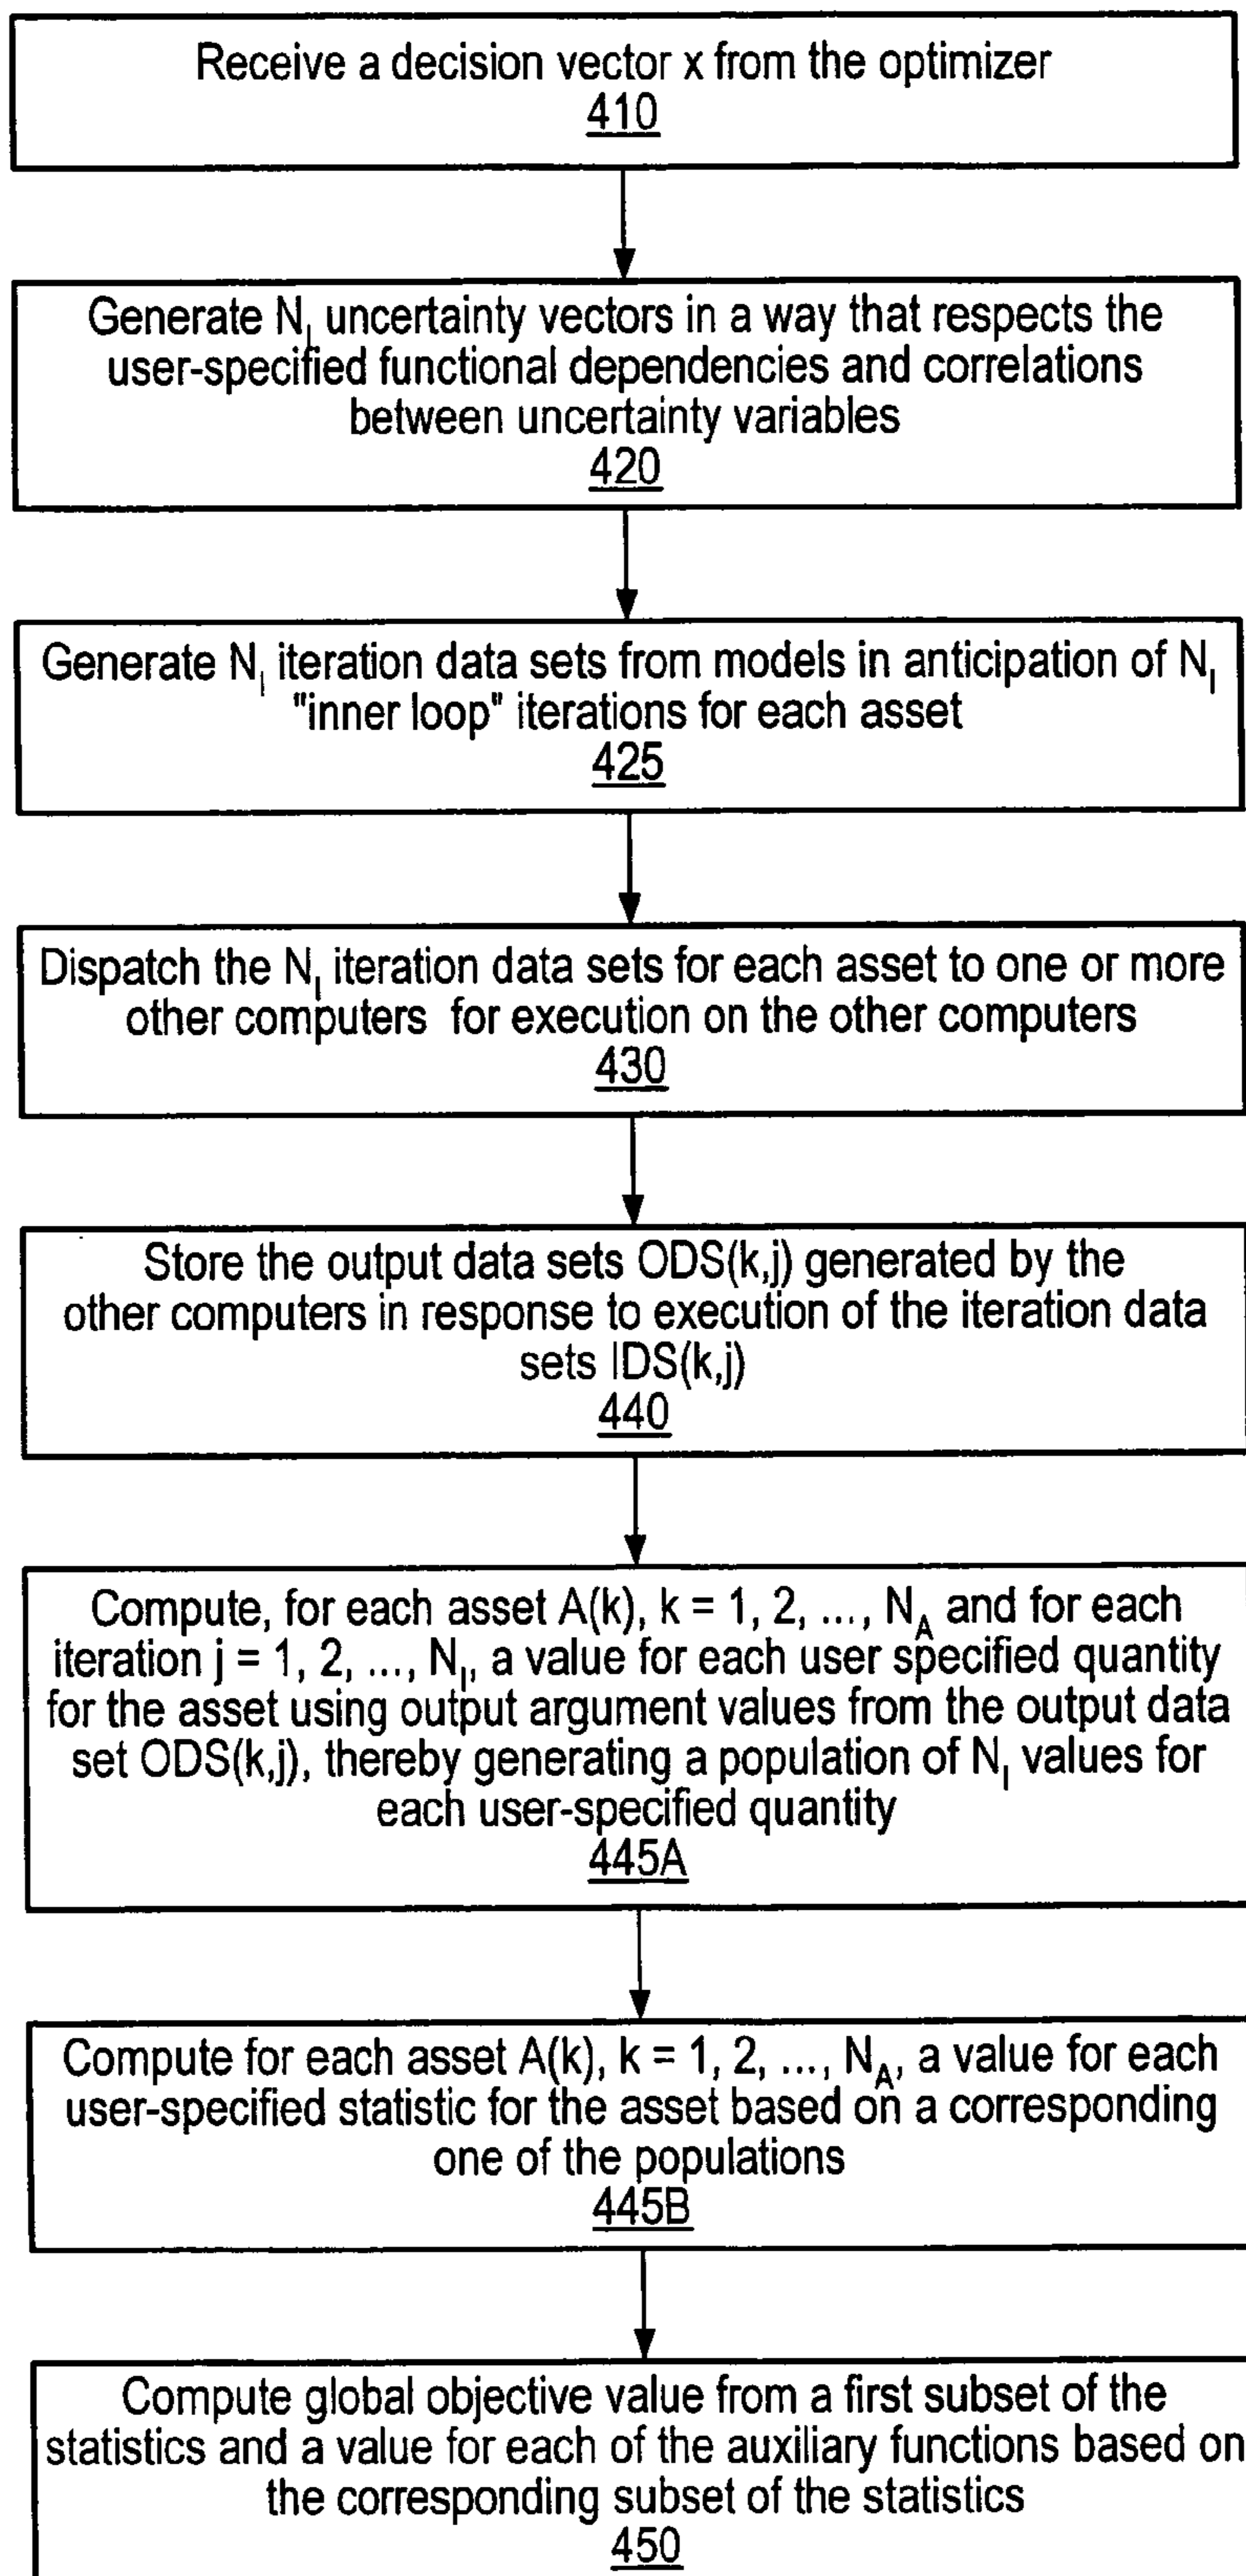 Receive a decision vector x from the optimizer
410
Generate N_I uncertainty vectors in a way that respects the
user-specified functional dependencies and correlations
between uncertainty variables
420
Generate N_I iteration data sets from models in anticipation of N_I
"inner loop" iterations for each asset
425
Dispatch the N_I iteration data sets for each asset to one or more
other computers for execution on the other computers
430
Store the output data sets ODS(k,j) generated by the
other computers in response to execution of the iteration data
sets IDS(k,j)
440
Compute, for each asset A(k), k = 1, 2, ..., N_A and for each
iteration j = 1, 2, ..., N_I, a value for each user specified quantity
for the asset using output argument values from the output data
set ODS(k,j), thereby generating a population of N_I values for
each user-specified quantity
445A
Compute for each asset A(k), k = 1, 2, ..., N_A, a value for each
user-specified statistic for the asset based on a corresponding
one of the populations
445B
Compute global objective value from a first subset of the
statistics and a value for each of the auxiliary functions based on
the corresponding subset of the statistics
450